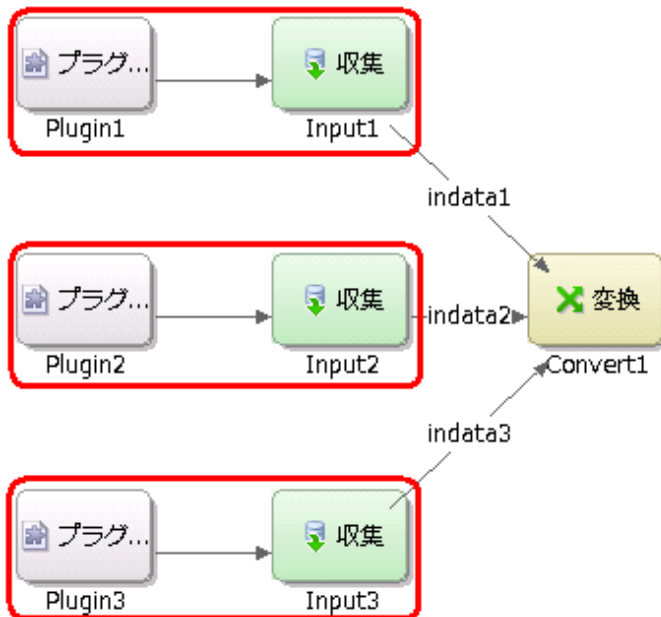 プラグ... 収集
Plugin1 Input1
indata1
プラグ... 収集 indata2 変換
Plugin2 Input2 Convert1
indata3
プラグ... 収集
Plugin3 Input3